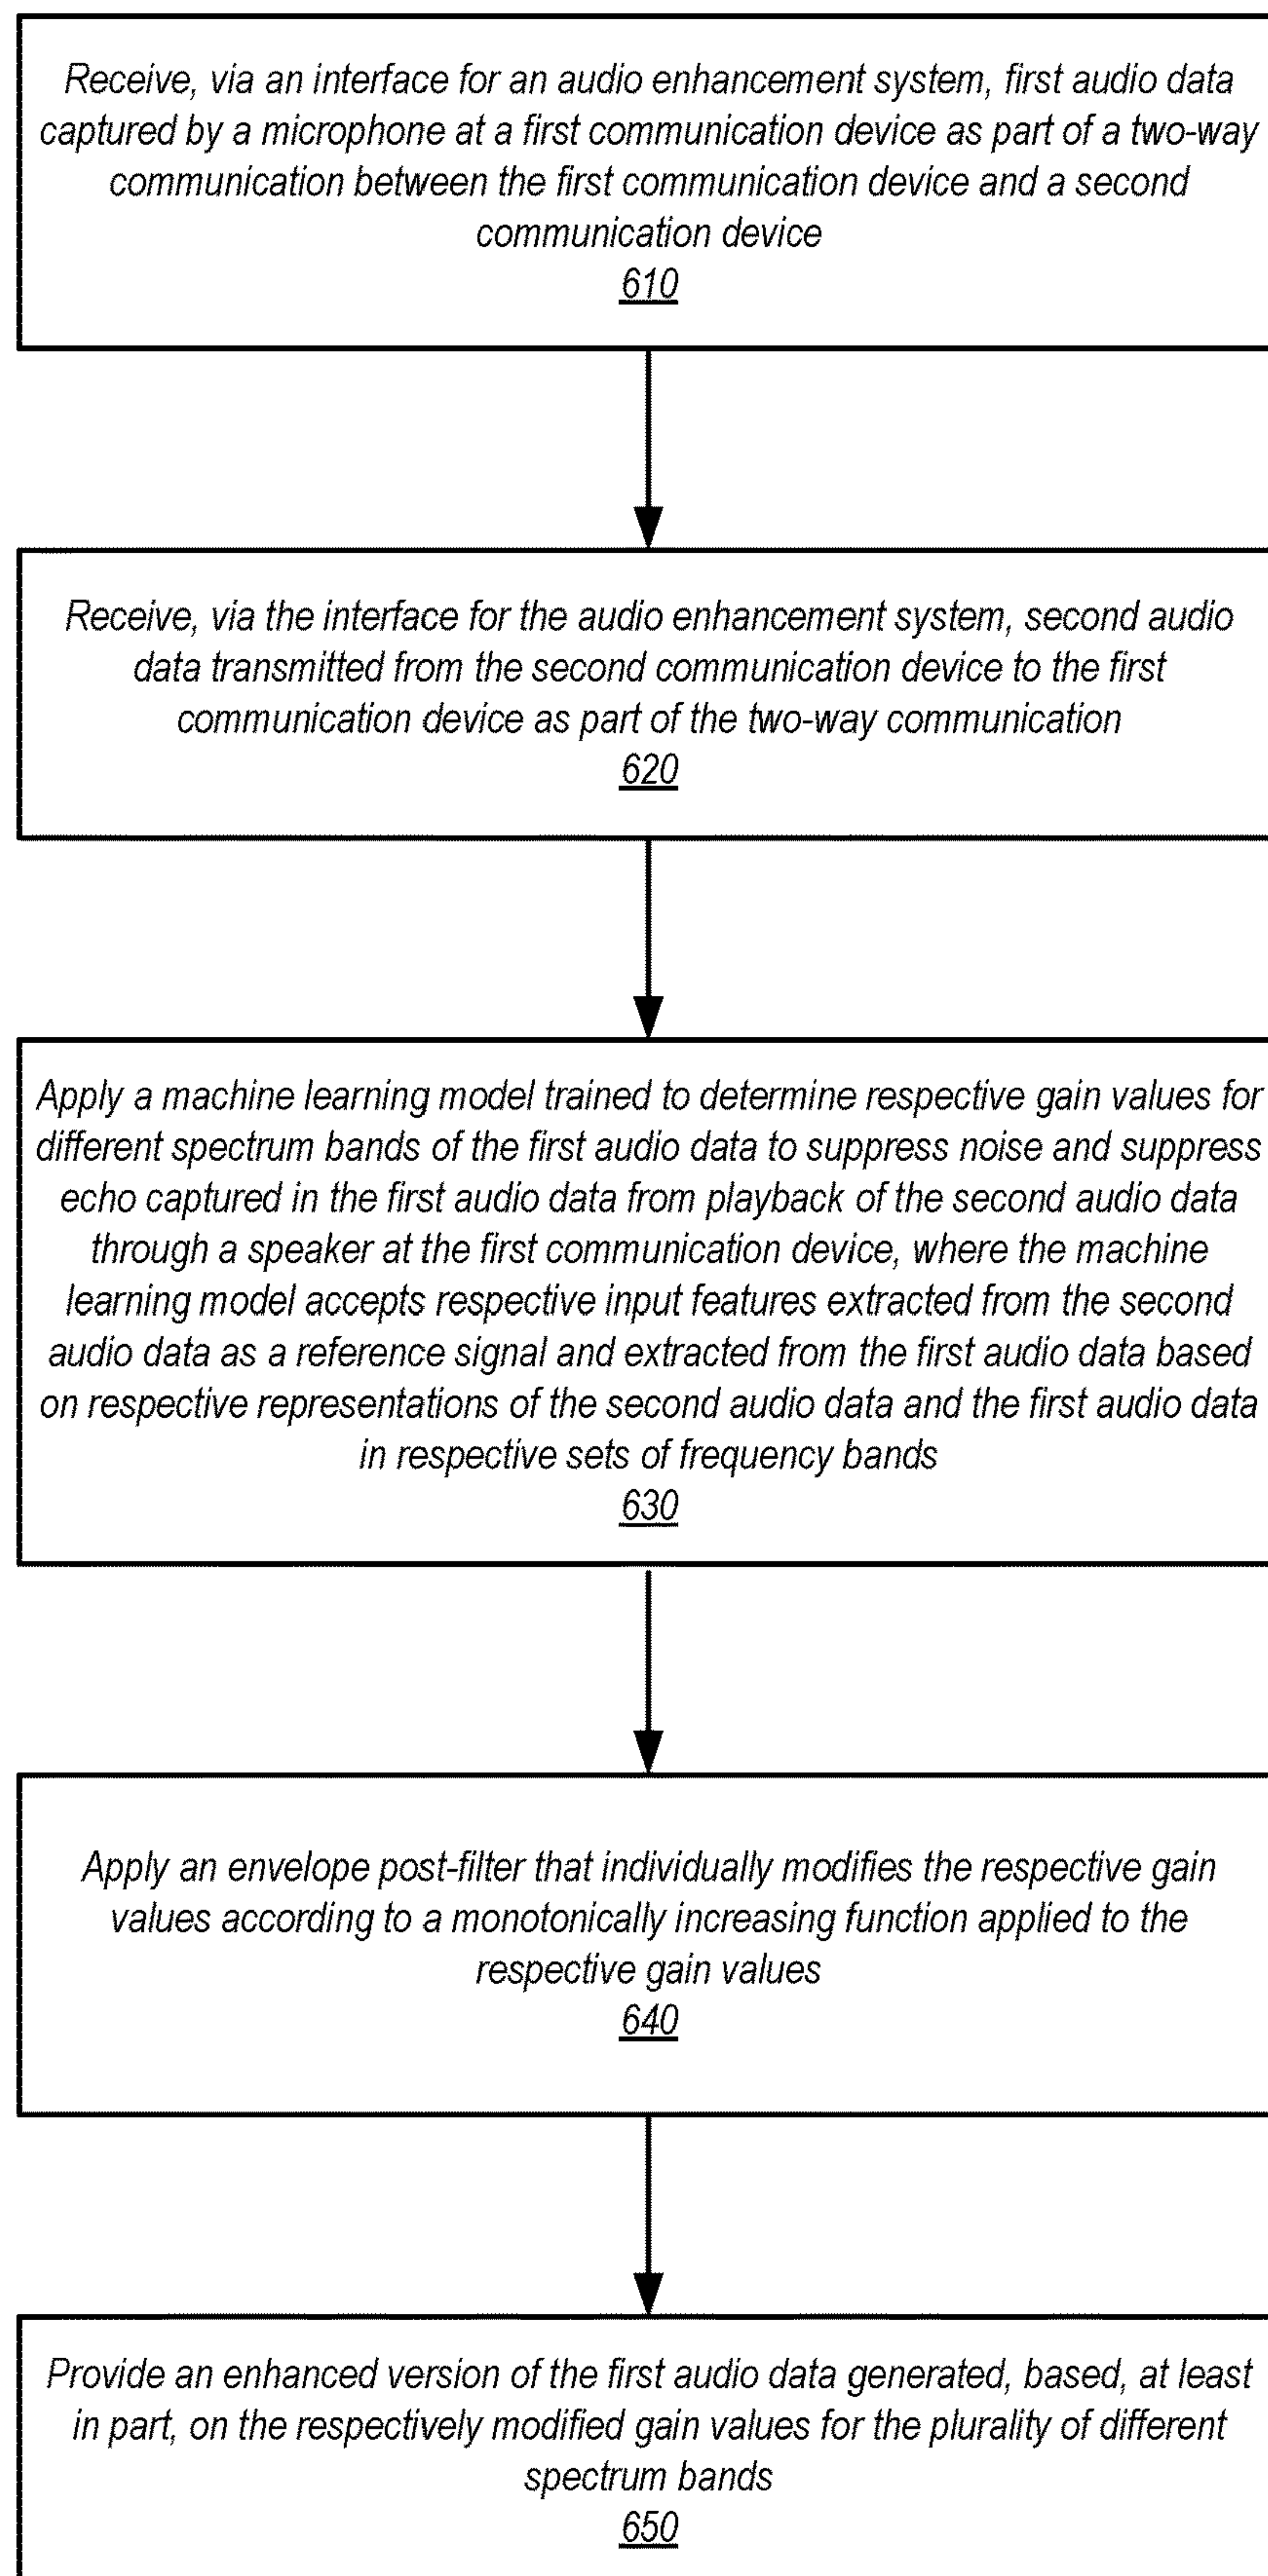 Receive, via an interface for an audio enhancement system, first audio data
captured by a microphone at a first communication device as part of a two-way
communication between the first communication device and a second
communication device
610
Receive, via the interface for the audio enhancement system, second audio
data transmitted from the second communication device to the first
communication device as part of the two-way communication
620
Apply a machine learning model trained to determine respective gain values for
different spectrum bands of the first audio data to suppress noise and suppress
echo captured in the first audio data from playback of the second audio data
through a speaker at the first communication device, where the machine
learning model accepts respective input features extracted from the second
audio data as a reference signal and extracted from the first audio data based
on respective representations of the second audio data and the first audio data
in respective sets of frequency bands
630
Apply an envelope post-filter that individually modifies the respective gain
values according to a monotonically increasing function applied to the
respective gain values
640
Provide an enhanced version of the first audio data generated, based, at least
in part, on the respectively modified gain values for the plurality of different
spectrum bands
650